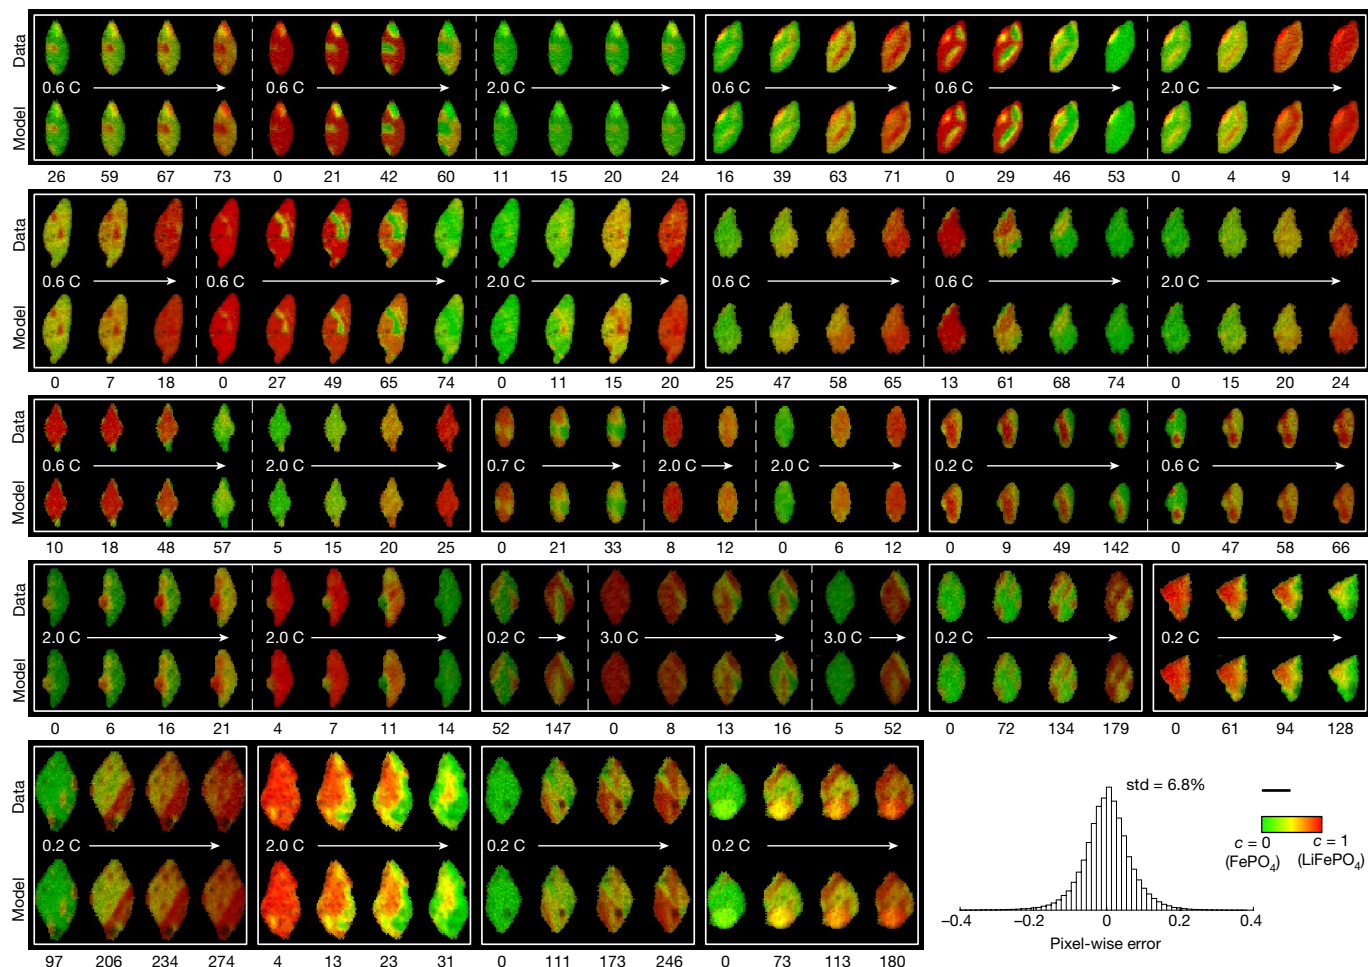 Data
0.6 C 0.6 C 2.0 C 0.6 C 0.6 C 2.0 C
Model
26 59 67 73 0 21 42 60 11 15 20 24 16 39 63 71 0 29 46 53 0 4 9 14
Data
0.6 C 0.6 C 2.0 C 0.6 C 0.6 C 2.0 C
Model
0 7 18 0 27 49 65 74 0 11 15 20 25 47 58 65 13 61 68 74 0 15 20 24
Data
0.6 C 2.0 C 0.7 C 2.0 C 2.0 C 0.2 C 0.6 C
Model
10 18 48 57 5 15 20 25 0 21 33 8 12 0 6 12 0 9 49 142 0 47 58 66
Data
2.0 C 2.0 C 0.2 C 3.0 C 3.0 C 0.2 C 0.2 C
Model
0 6 16 21 4 7 11 14 52 147 0 8 13 16 5 52 0 72 134 179 0 61 94 128
Data
0.2 C 2.0 C 0.2 C 0.2 C
Model
97 206 234 274 4 13 23 31 0 111 173 246 0 73 113 180
std = 6.8%
c = 0 c = 1
(FePO4) (LiFePO4)
−0.4 −0.2 0 0.2 0.4
Pixel-wise error